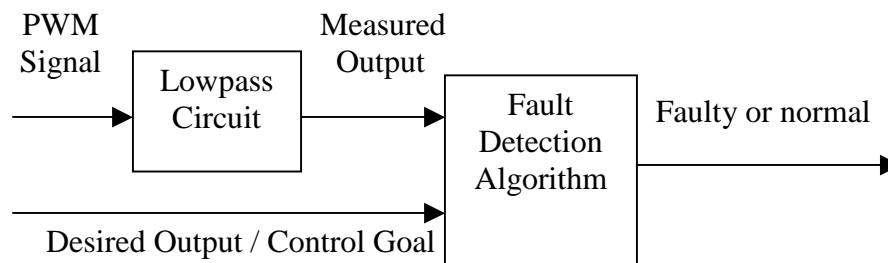 PWM
Signal
Lowpass
Circuit
Measured
Output
Fault
Detection
Algorithm
Faulty or normal
Desired Output / Control Goal